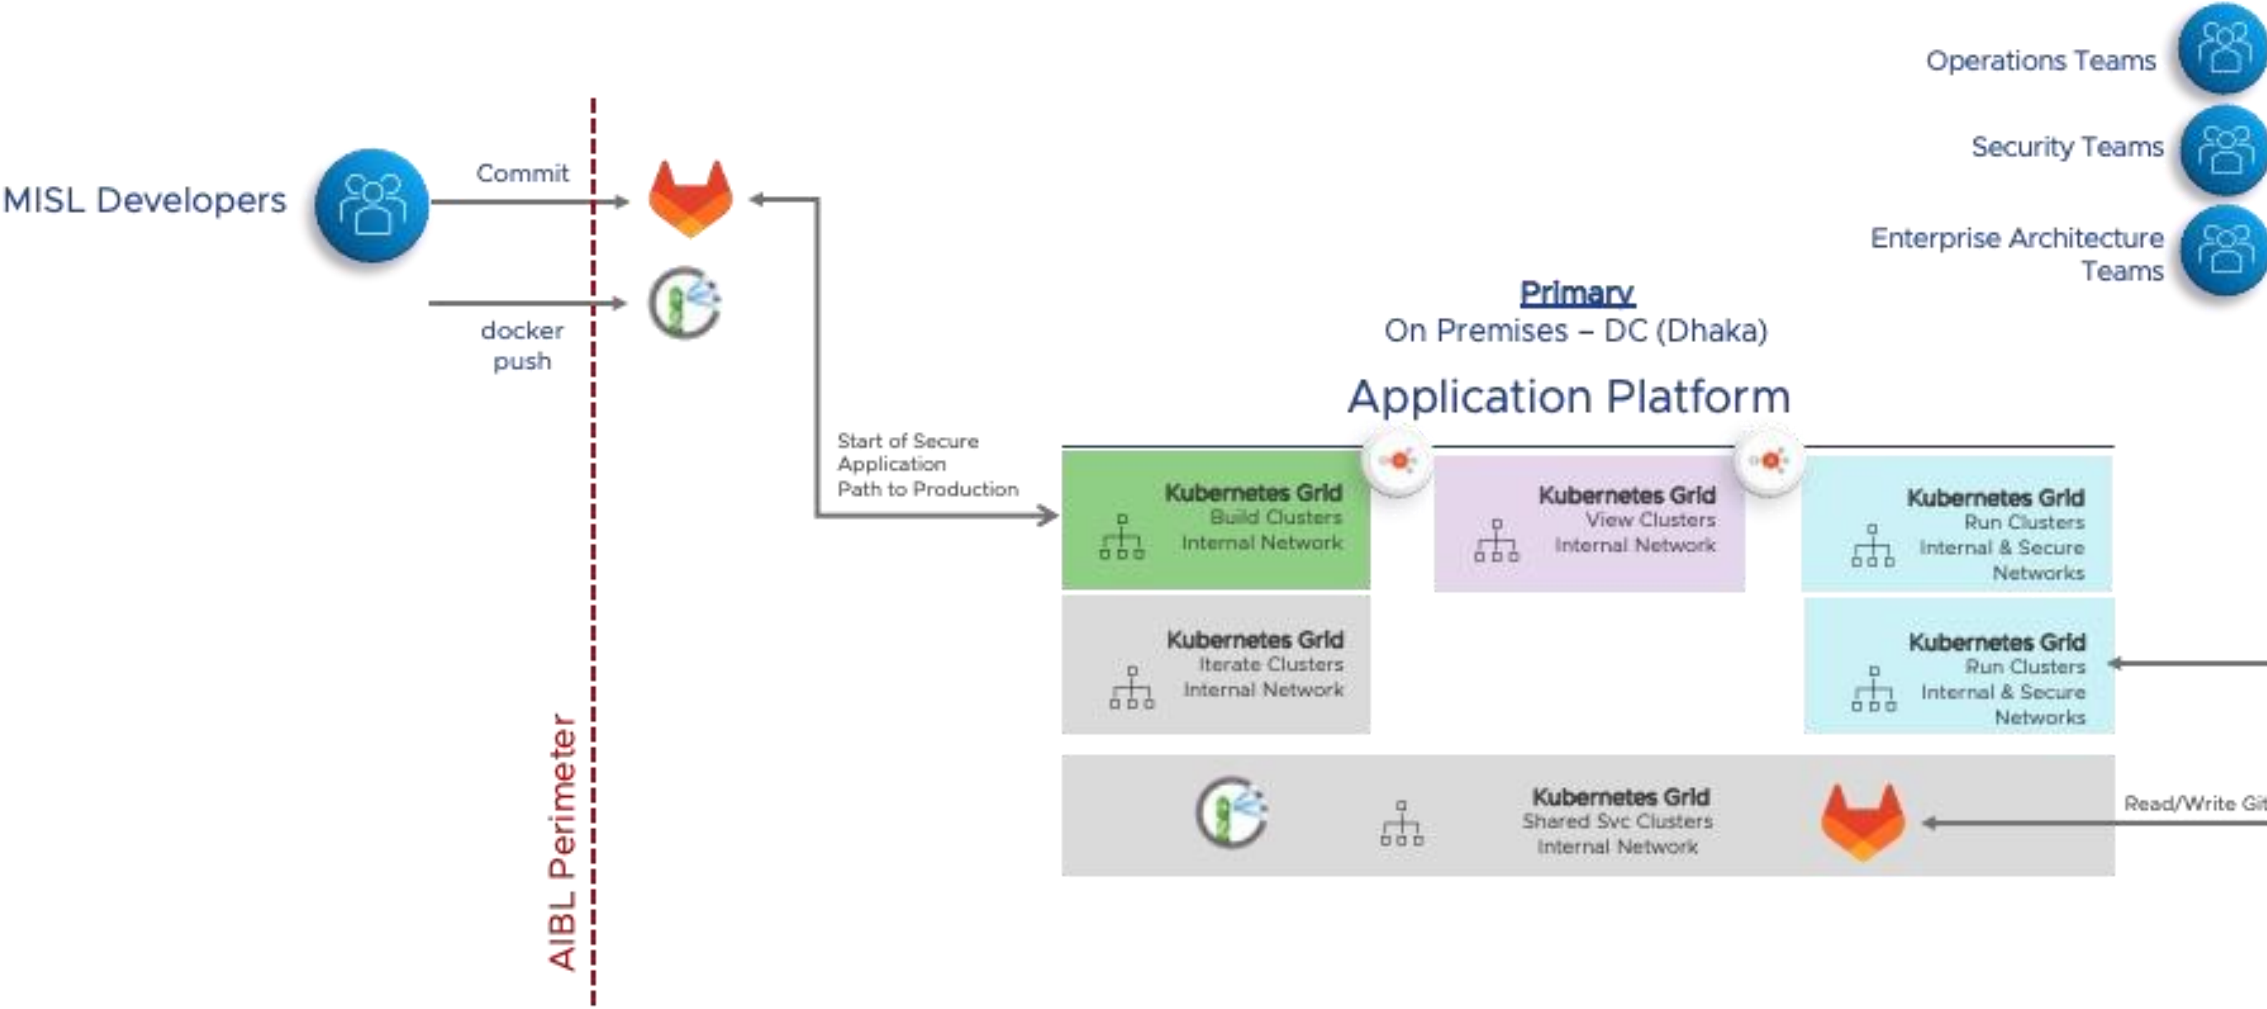 Operations Teams
Security Teams
Enterprise Architecture
Teams
MISL Developers
Commit
docker
push
AIBL Perimeter
Start of Secure
Application
Path to Production
Primary
On Premises – DC (Dhaka)
Application Platform
Kubernetes Grid
Build Clusters
Internal Network
Kubernetes Grid
View Clusters
Internal Network
Kubernetes Grid
Run Clusters
Internal & Secure
Networks
Kubernetes Grid
Iterate Clusters
Internal Network
Kubernetes Grid
Run Clusters
Internal & Secure
Networks
Kubernetes Grid
Shared Svc Clusters
Internal Network
Read/Write Git